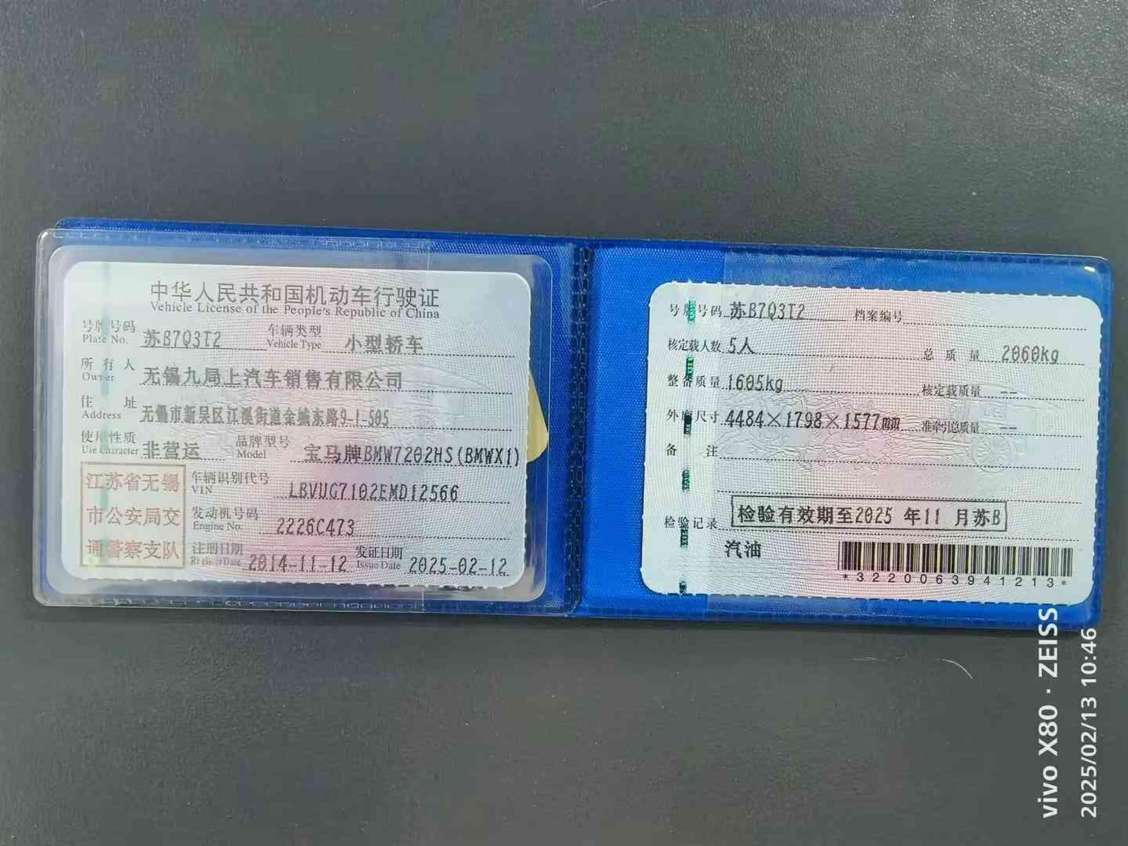 中华人民共和国机动车行驶证
Vehicle License of the People's Republic of China
号牌号码 苏B7Q3T2 车辆类型 小型轿车
Plate No. Vehicle Type
所有人 无锡九局上汽车销售有限公司
Owner
住址 无锡市新吴区江溪街道金城东路9-1-505
Address
使用性质 非营运 品牌型号 宝马牌BMW7202HS(BMWX1)
Use Character Model
江苏省无锡
市公安局交
通警察支队
车辆识别代号 LBVUG7102EMD12566
VIN
发动机号码 2226C473
Engine No.
注册日期 2014-11-12 发证日期 2025-02-12
Register Date Issue Date
号牌号码 苏B7Q3T2 档案编号
核定载人数 5人 总质量 2060kg
整备质量 1605kg 核定载质量 --
外廓尺寸 4484×1798×1577mm 准牵引总质量 --
备注
检验记录 检验有效期至2025年11月苏B
汽油
*3220063941213*
vivo X80 · ZEISS
2025/02/13 10:46